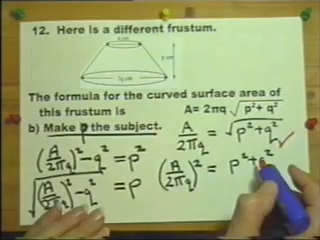 12. Here is a different frustum.
The formula for the curved surface area of
this frustum is A = 2πq √p² + q²
b) Make p the subject.
A/2πq = √p² + q²
(A/2πq)² - q² = p²
(A/2πq)² = p² + q²
√(A/2πq)² - q² = p